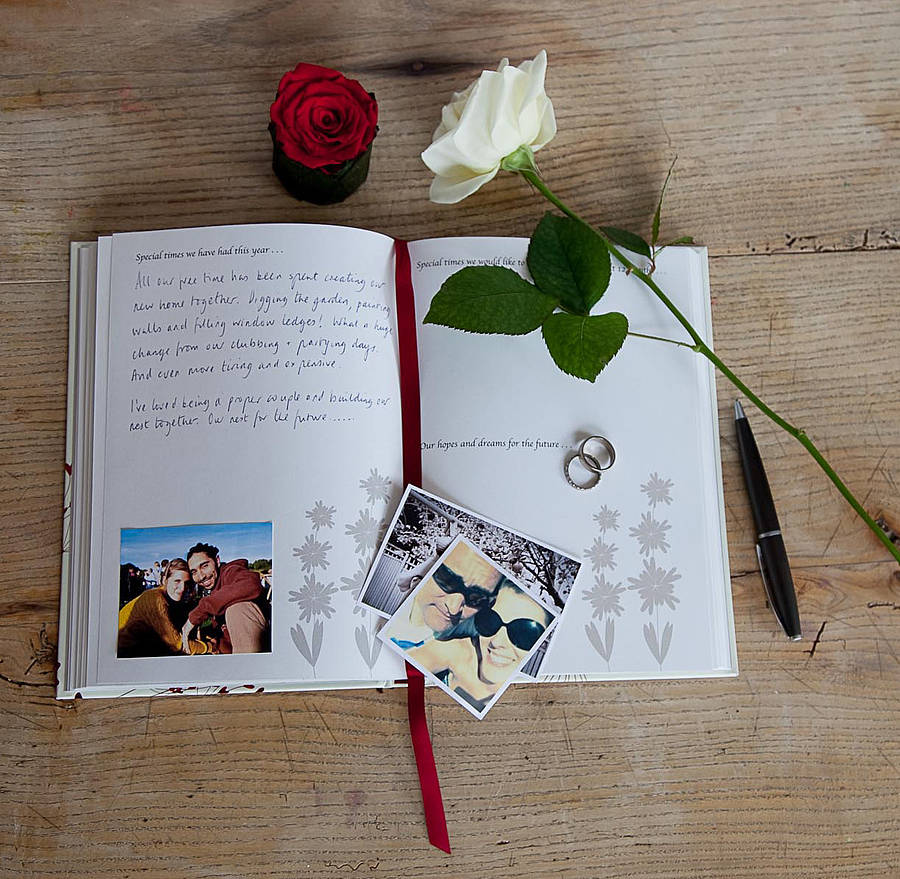 Special times we have had this year . . .
All our free time has been spent creating our
new home together. Digging the garden, painting
walls and filling window ledges! What a huge
change from our clubbing + partying days.
And even more tiring and expensive.
I've loved being a proper couple and building our
nest together. Our nest for the future......
Special times we would like to
Our hopes and dreams for the future . . .